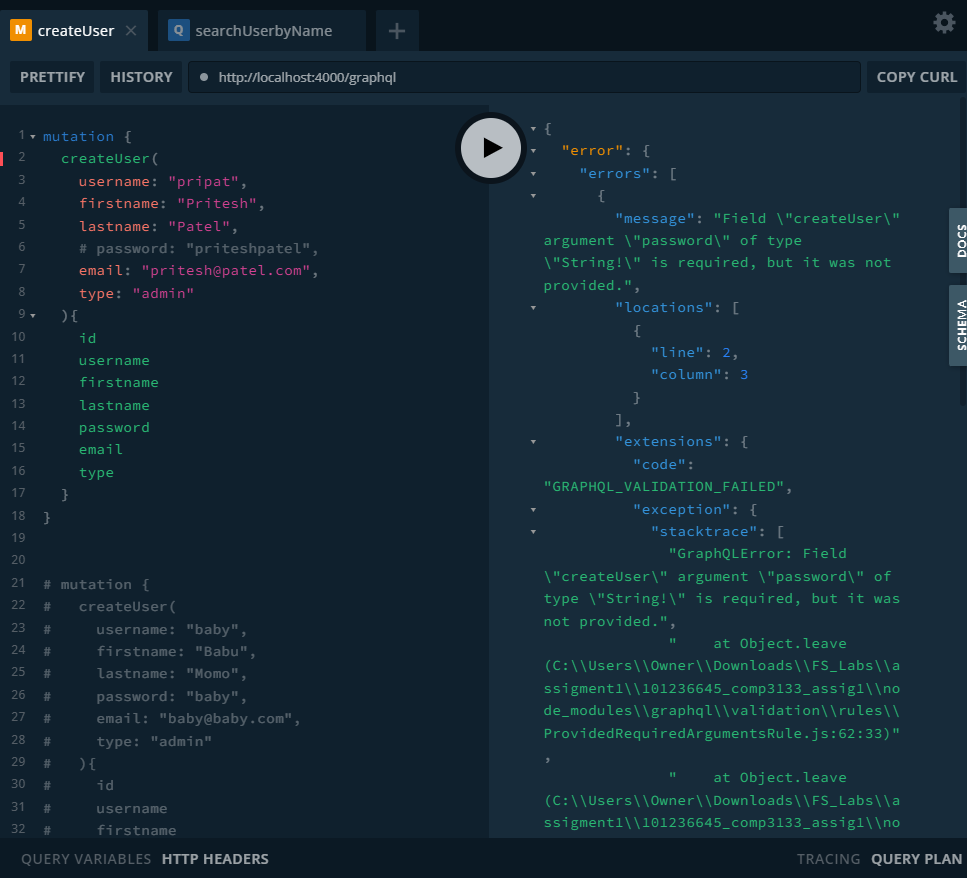 M createUser
Q searchUserbyName
PRETTIFY
HISTORY
http://localhost:4000/graphql
COPY CURL
1 mutation {
2   createUser(
3     username: "pripat",
4     firstname: "Pritesh",
5     lastname: "Patel",
6     # password: "priteshpatel",
7     email: "pritesh@patel.com",
8     type: "admin"
9   ){
10     id
11     username
12     firstname
13     lastname
14     password
15     email
16     type
17   }
18 }
19
20
21 # mutation {
22 #   createUser(
23 #     username: "baby",
24 #     firstname: "Babu",
25 #     lastname: "Momo",
26 #     password: "baby",
27 #     email: "baby@baby.com",
28 #     type: "admin"
29 #   ){
30 #     id
31 #     username
32 #     firstname
{
  "error": {
    "errors": [
      {
        "message": "Field \"createUser\"
argument \"password\" of type
\"String!\" is required, but it was not
provided.",
        "locations": [
          {
            "line": 2,
            "column": 3
          }
        ],
        "extensions": {
          "code":
"GRAPHQL_VALIDATION_FAILED",
          "exception": {
            "stacktrace": [
              "GraphQLError: Field
\"createUser\" argument \"password\" of
type \"String!\" is required, but it was
not provided.",
              "    at Object.leave
(C:\\Users\\Owner\\Downloads\\FS_Labs\\a
ssigment1\\101236645_comp3133_assig1\\no
de_modules\\graphql\\validation\\rules\\
ProvidedRequiredArgumentsRule.js:62:33)"
,
              "    at Object.leave
(C:\\Users\\Owner\\Downloads\\FS_Labs\\a
ssigment1\\101236645_comp3133_assig1\\no
DOCS
SCHEMA
QUERY VARIABLES
HTTP HEADERS
TRACING
QUERY PLAN